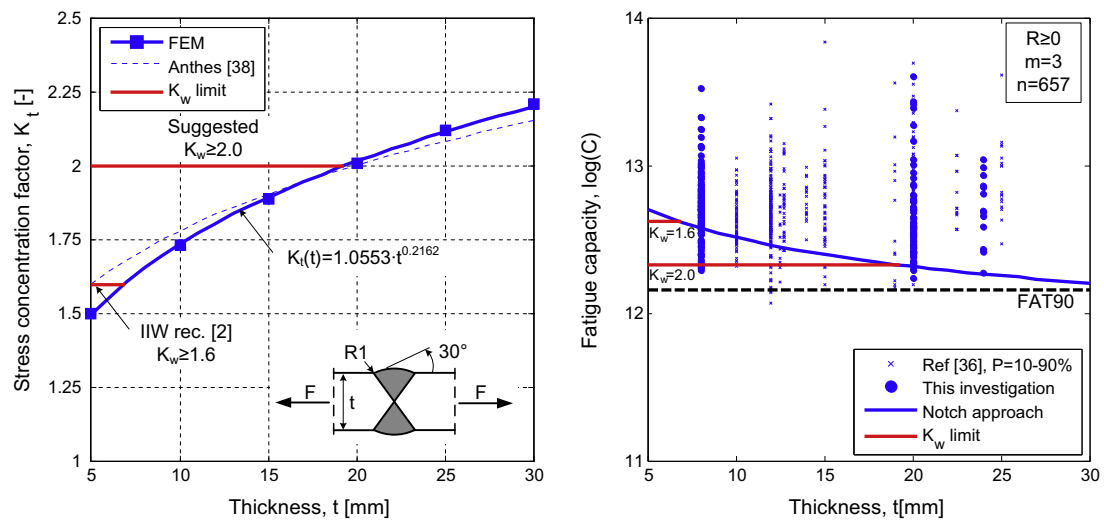 2.5
2.25
2
1.75
1.5
1.25
1
Stress concentration factor, K_t [-]
FEM
Anthes [38]
K_w limit
Suggested
K_w≥2.0
K_t(t)=1.0553·t^0.2162
IIW rec. [2]
K_w≥1.6
R1
30°
F
t
F
5 10 15 20 25 30
Thickness, t [mm]
14
13
12
11
Fatigue capacity, log(C)
R≥0
m=3
n=657
K_w=1.6
K_w=2.0
FAT90
Ref [36], P=10-90%
This investigation
Notch approach
K_w limit
5 10 15 20 25 30
Thickness, t[mm]